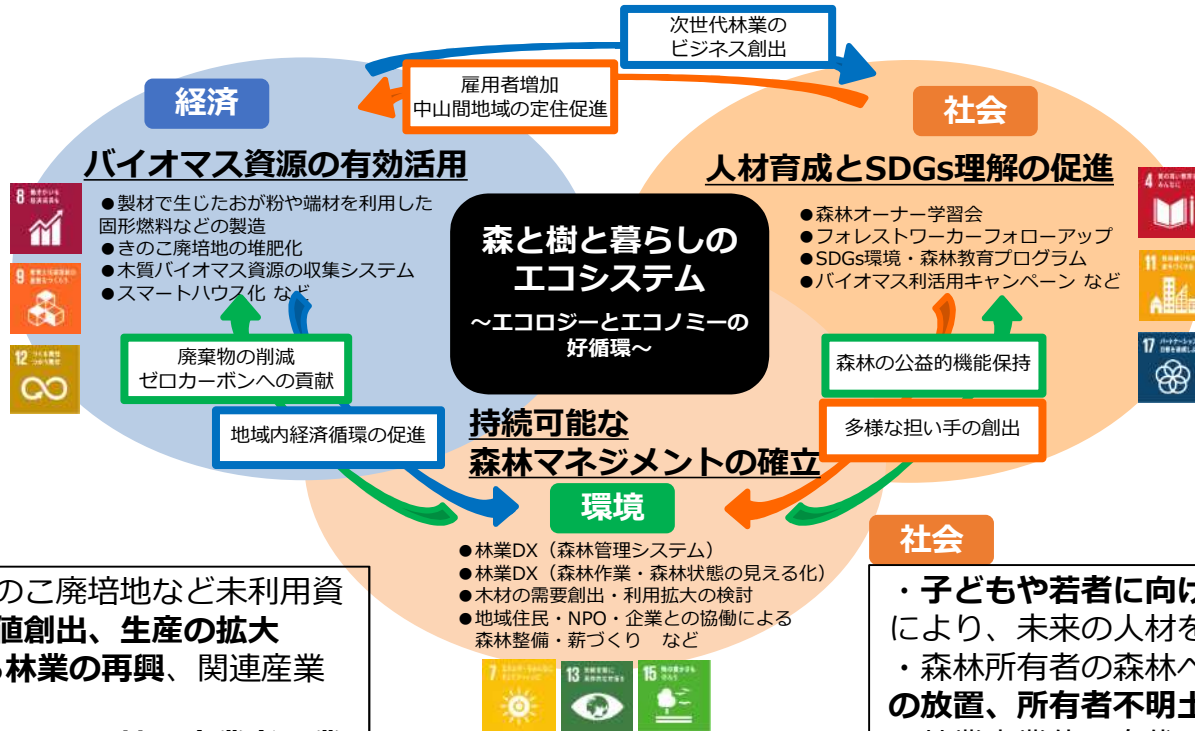 次世代林業の
ビジネス創出
雇用者増加
中山間地域の定住促進
経済
社会
バイオマス資源の有効活用
人材育成とSDGs理解の促進
●製材で生じたおが粉や端材を利用した
固形燃料などの製造
●きのこ廃培地の堆肥化
●木質バイオマス資源の収集システム
●スマートハウス化 など
森と樹と暮らしの
エコシステム
～エコロジーとエコノミーの
好循環～
●森林オーナー学習会
●フォレストワーカーフォローアップ
●SDGs環境・森林教育プログラム
●バイオマス利活用キャンペーン など
8
9
12
4
11
17
廃棄物の削減
ゼロカーボンへの貢献
地域内経済循環の促進
森林の公益的機能保持
多様な担い手の創出
持続可能な
森林マネジメントの確立
環境
●林業DX（森林管理システム）
●林業DX（森林作業・森林状態の見える化）
●木材の需要創出・利用拡大の検討
●地域住民・NPO・企業との協働による
森林整備・薪づくり　など
7
13
15
のこ廃培地など未利用資
値創出、生産の拡大
林業の再興、関連産業
社会
・子どもや若者に向け
により、未来の人材を
・森林所有者の森林へ
の放置、所有者不明土